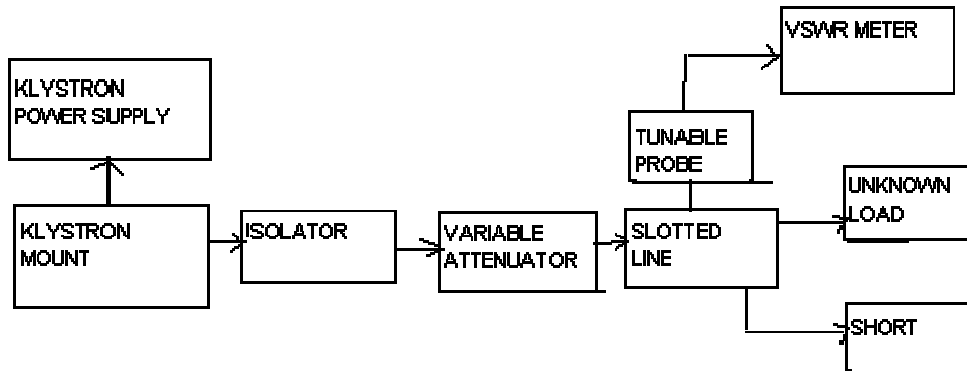 VSWR METER
KLYSTRON
POWER SUPPLY
TUNABLE
PROBE
UNKNOWN
LOAD
KLYSTRON
MOUNT
ISOLATOR
VARIABLE
ATTENUATOR
SLOTTED
LINE
SHORT